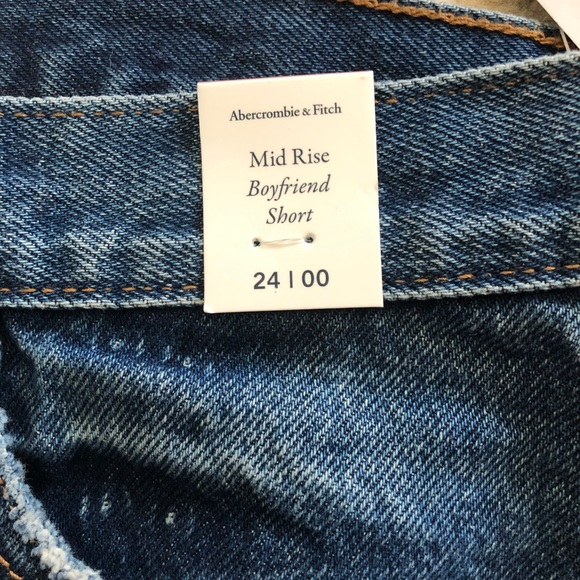 Abercrombie & Fitch
Mid Rise
Boyfriend
Short
24 | 00